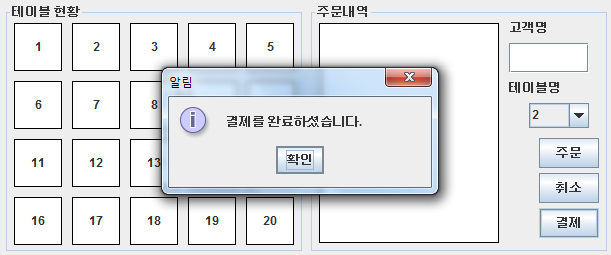 테이블 현황
주문내역
고객명
1 2 3 4 5
알림
테이블명
6 7 8
결제를 완료하셨습니다.
2
확인
주문
11 12 13
취소
16 17 18 19 20
결제